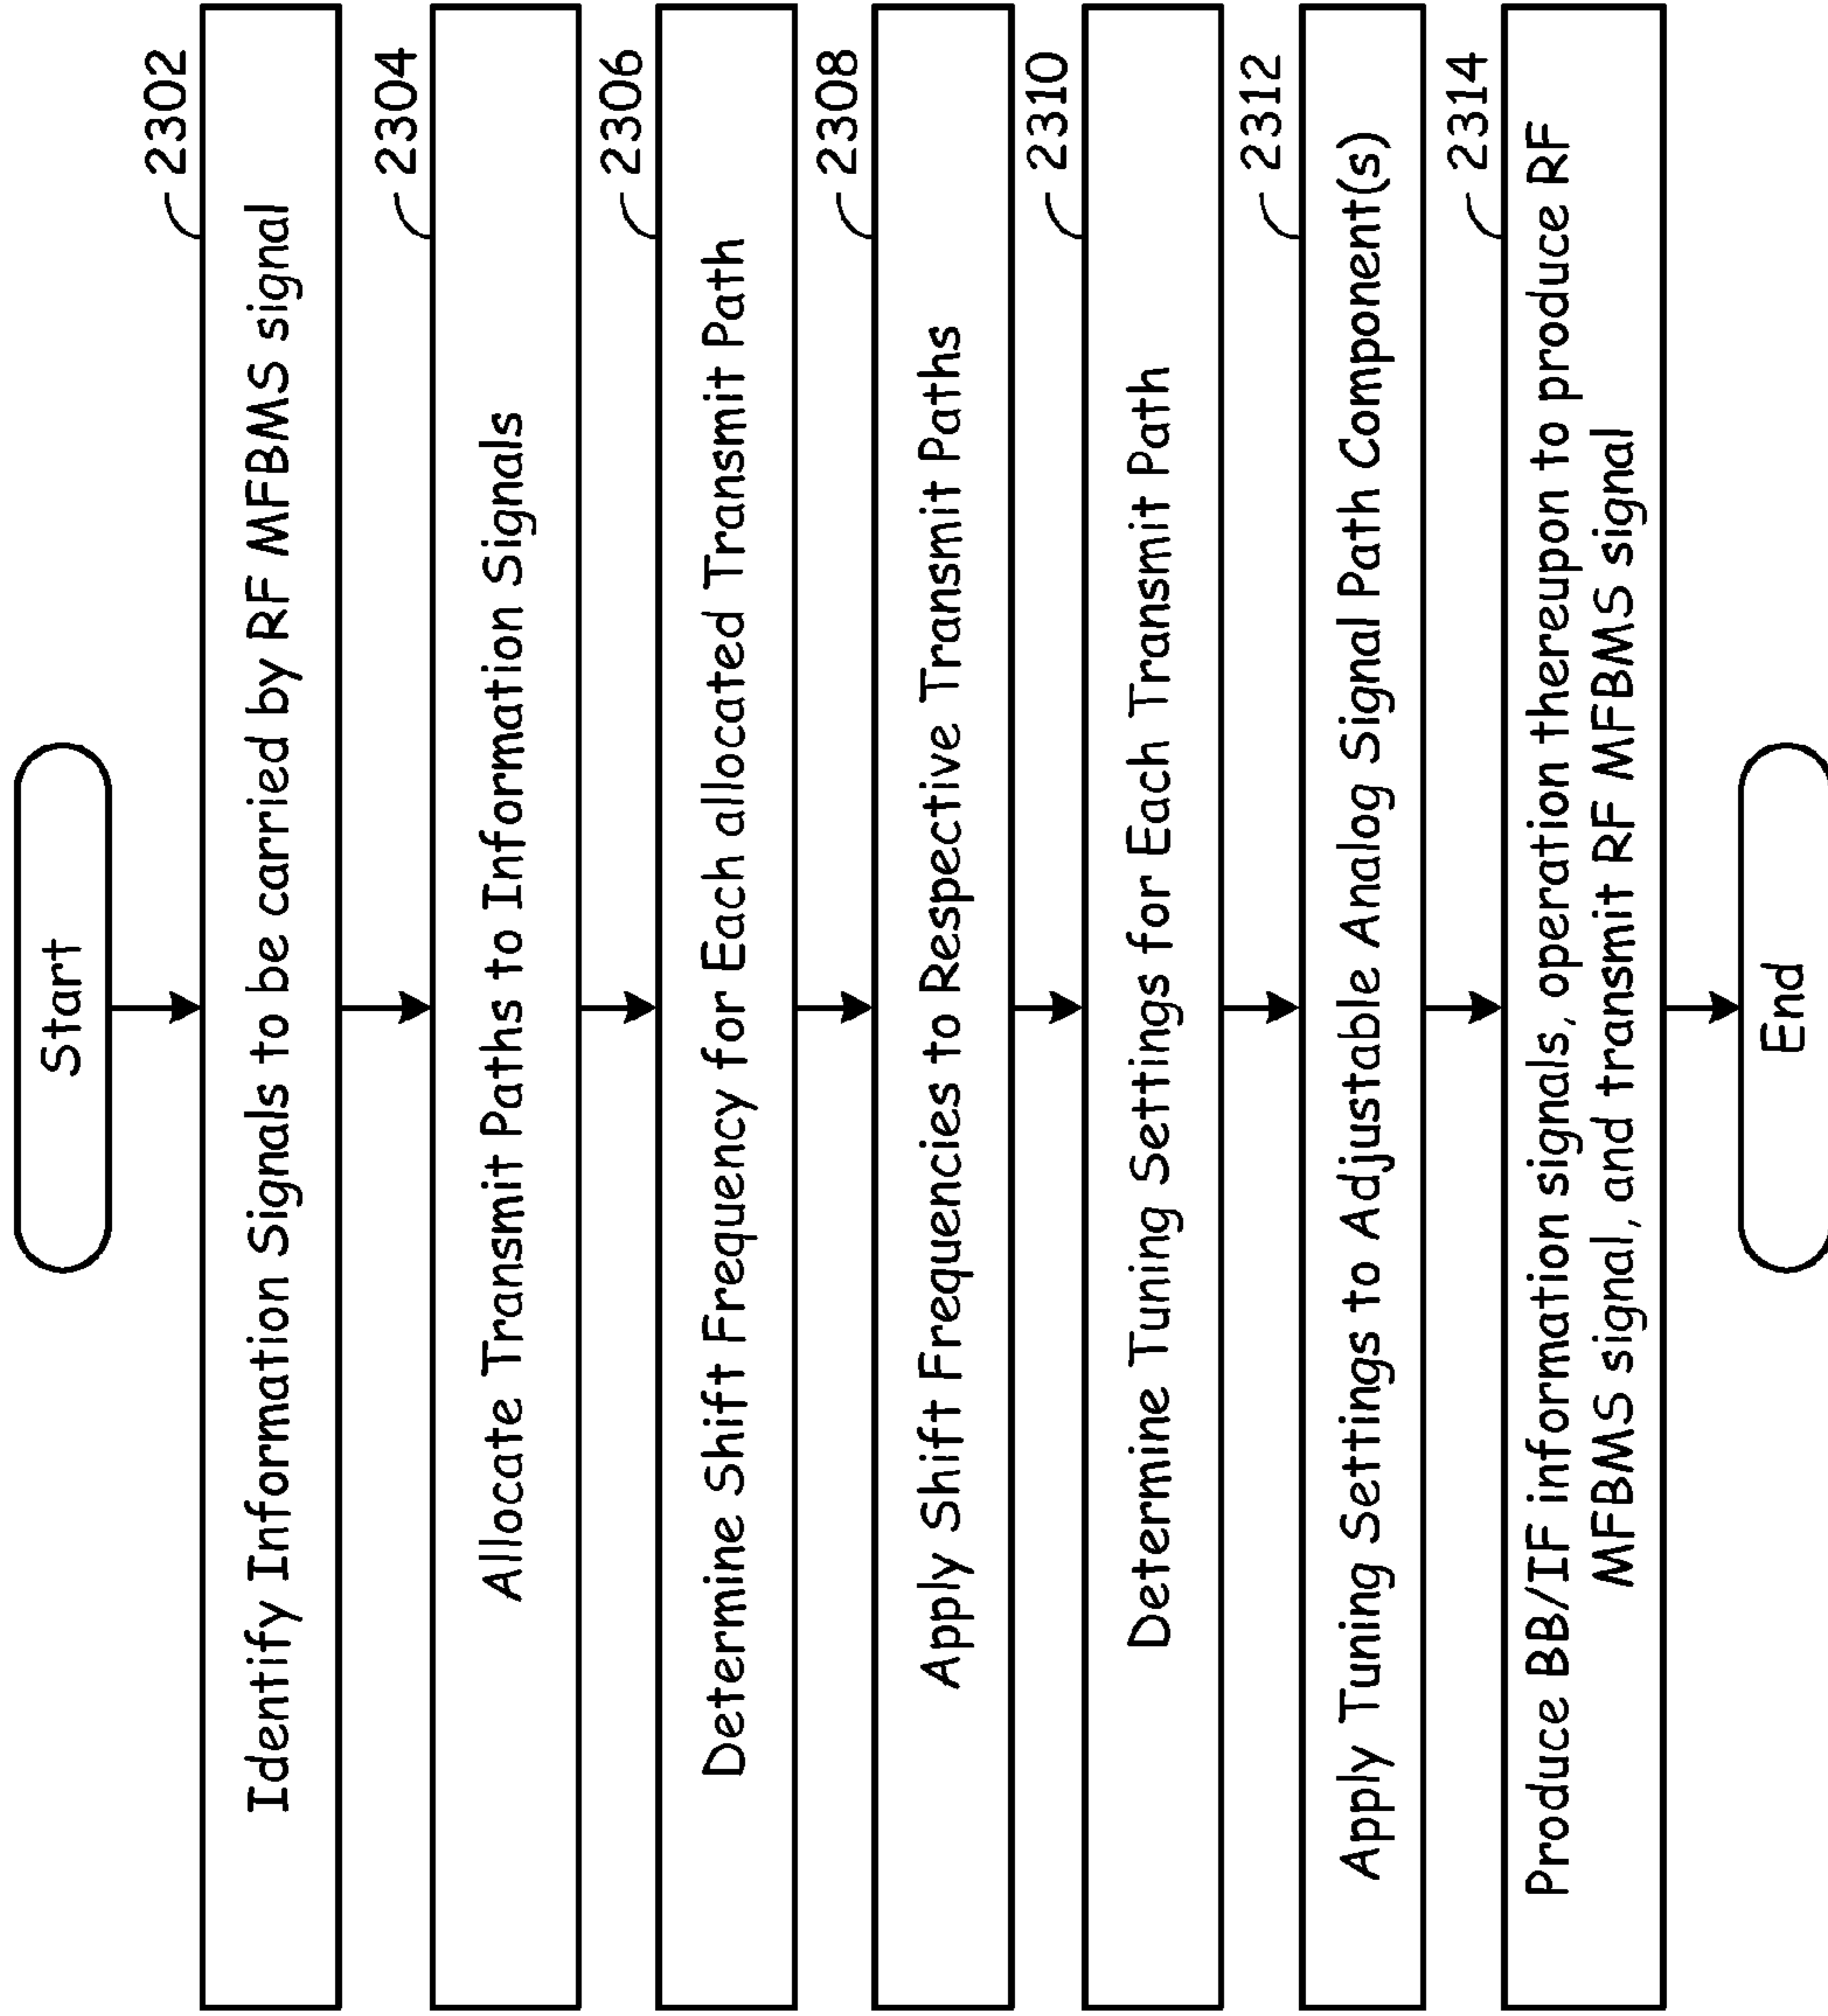 Start
2302
Identify Information Signals to be carried by RF MFBMS signal
2304
Allocate Transmit Paths to Information Signals
2306
Determine Shift Frequency for Each allocated Transmit Path
2308
Apply Shift Frequencies to Respective Transmit Paths
2310
Determine Tuning Settings for Each Transmit Path
2312
Apply Tuning Settings to Adjustable Analog Signal Path Component(s)
2314
Produce BB/IF information signals, operation thereupon to produce RF
MFBMS signal, and transmit RF MFBMS signal
End